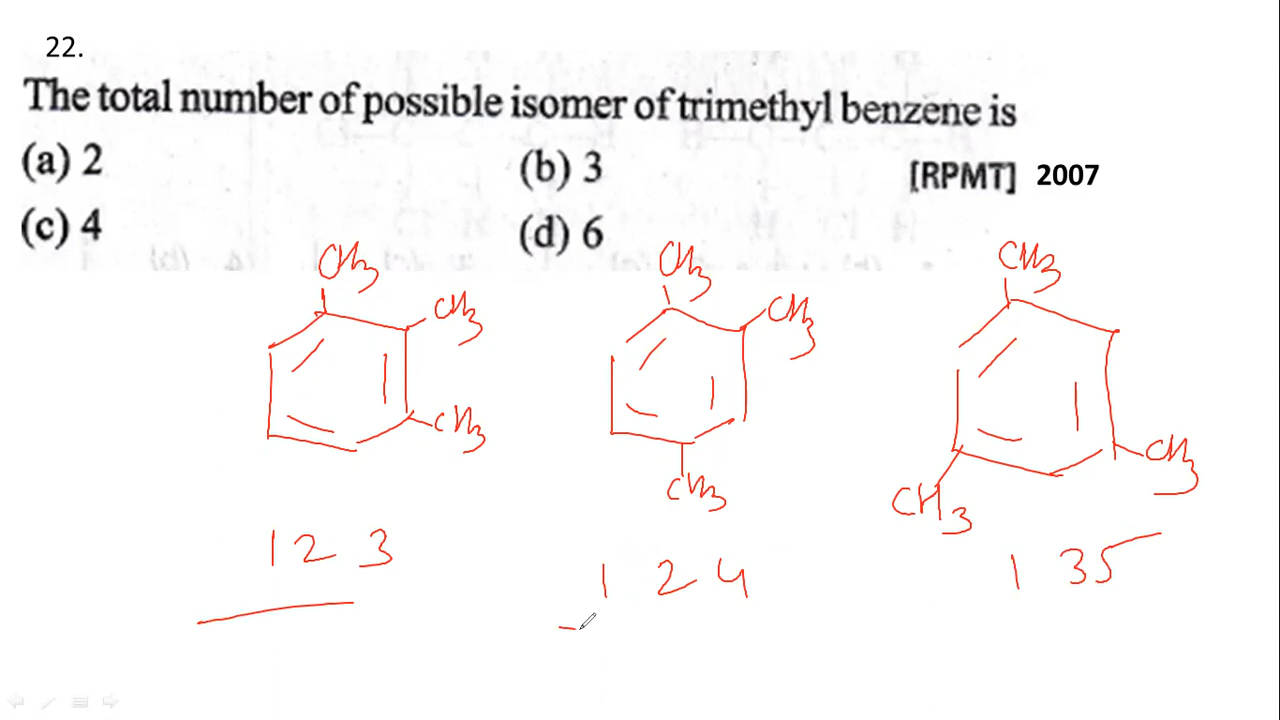 22.
The total number of possible isomer of trimethyl benzene is
(a) 2 (b) 3 [RPMT] 2007
(c) 4 (d) 6
CH3 CH3 CH3
CH3 CH3
CH3 CH3
CH3 CH3
1 2 3 1 2 4 1 3 5